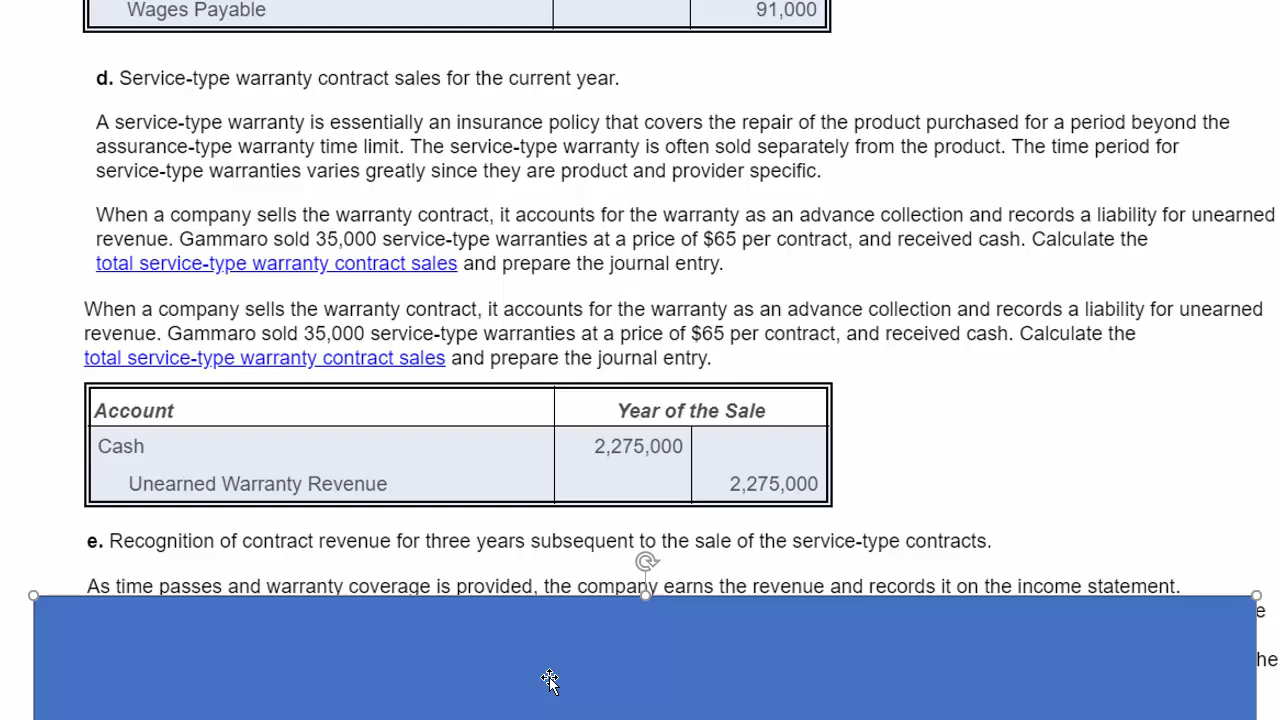 Wages Payable 91,000
d. Service-type warranty contract sales for the current year.
A service-type warranty is essentially an insurance policy that covers the repair of the product purchased for a period beyond the
assurance-type warranty time limit. The service-type warranty is often sold separately from the product. The time period for
service-type warranties varies greatly since they are product and provider specific.
When a company sells the warranty contract, it accounts for the warranty as an advance collection and records a liability for unearned
revenue. Gammaro sold 35,000 service-type warranties at a price of $65 per contract, and received cash. Calculate the
total service-type warranty contract sales and prepare the journal entry.
When a company sells the warranty contract, it accounts for the warranty as an advance collection and records a liability for unearned
revenue. Gammaro sold 35,000 service-type warranties at a price of $65 per contract, and received cash. Calculate the
total service-type warranty contract sales and prepare the journal entry.
Account Year of the Sale
Cash 2,275,000
Unearned Warranty Revenue 2,275,000
e. Recognition of contract revenue for three years subsequent to the sale of the service-type contracts.
As time passes and warranty coverage is provided, the company earns the revenue and records it on the income statement.